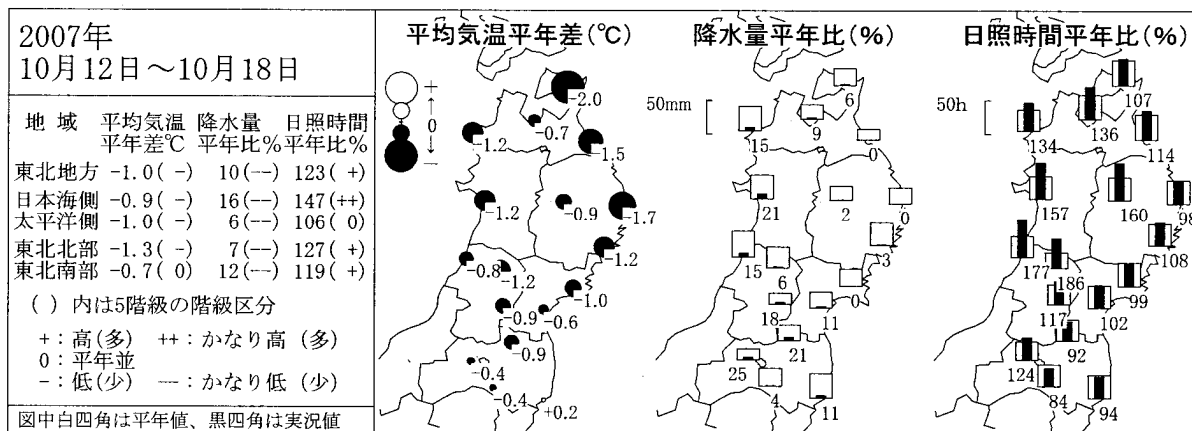 2007年
10月12日～10月18日
地 域 平均気温 降水量 日照時間
平年差℃ 平年比% 平年比%
東北地方 -1.0( -) 10(--) 123( +)
日本海側 -0.9( -) 16(--) 147(++)
太平洋側 -1.0( -) 6(--) 106( 0)
東北北部 -1.3( -) 7(--) 127( +)
東北南部 -0.7( 0) 12(--) 119( +)
( ) 内は5階級の階級区分
+:高(多) ++:かなり高 (多)
0:平年並
-:低(少) --:かなり低 (少)
図中白四角は平年値、黒四角は実況値
平均気温平年差(℃)
+
↑
0
↓
-
-2.0
-0.7
-1.2
-1.5
-1.2
-0.9
-1.7
-1.2
-0.8
-1.2
-1.0
-0.9
-0.6
-0.9
-0.4
-0.4
+0.2
降水量平年比(%)
50mm
6
9
15
0
21
2
0
15
3
6
0
18
11
21
25
4
11
日照時間平年比(%)
50h
107
136
134
114
157
160
98
108
177
186
99
117
102
92
124
84
94